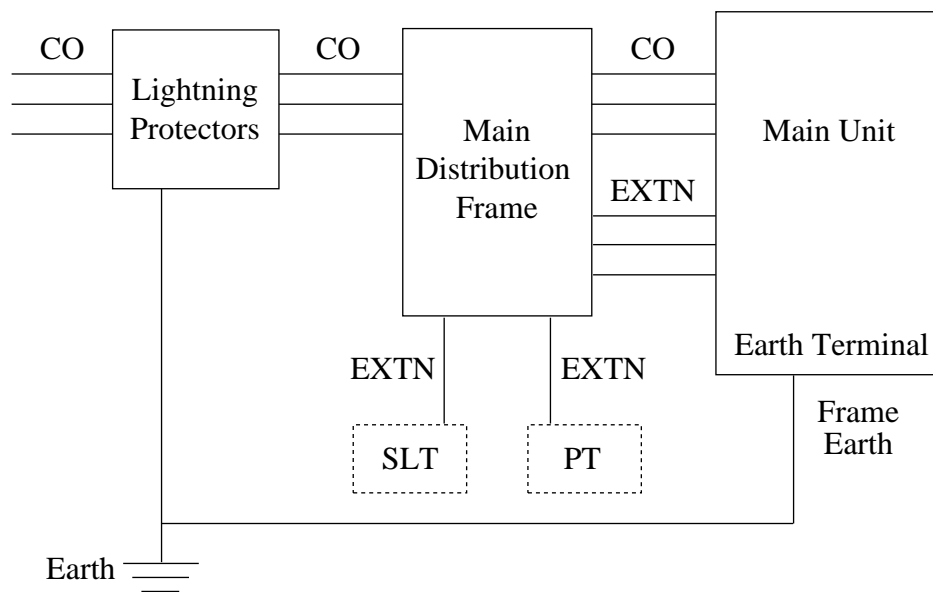 CO
CO
CO
Lightning
Protectors
Main
Distribution
Frame
Main Unit
EXTN
Earth Terminal
EXTN
EXTN
Frame
Earth
SLT
PT
Earth